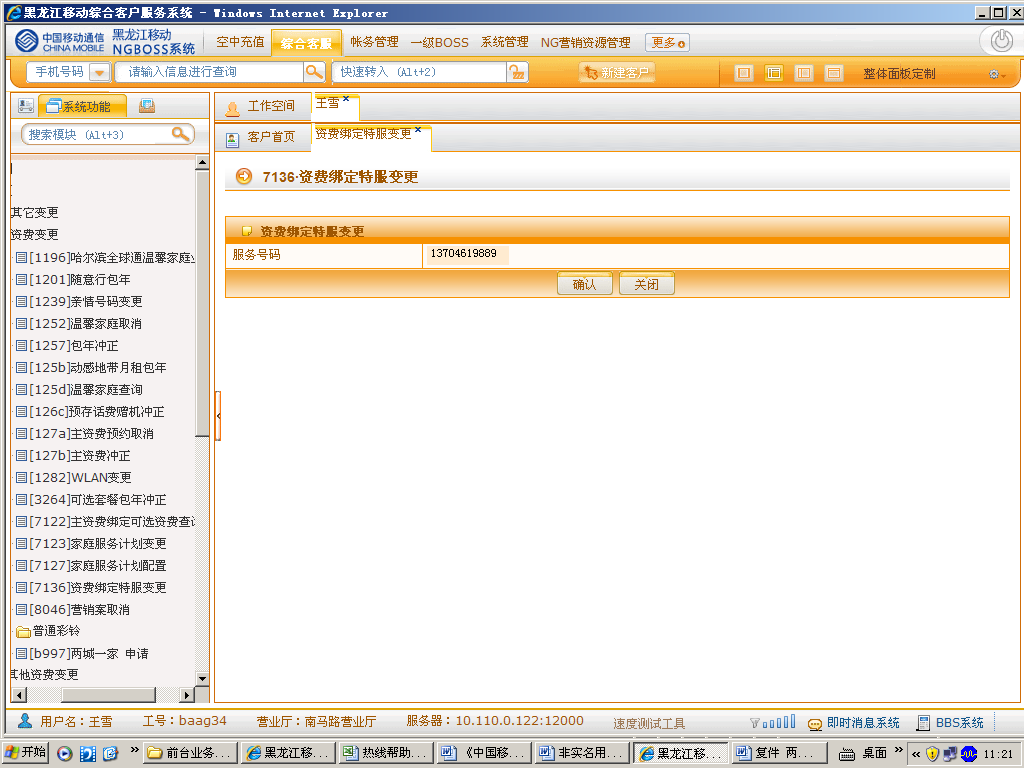 黑龙江移动综合客户服务系统 - Windows Internet Explorer
中国移动通信 CHINA MOBILE 黑龙江移动 NGBOSS系统 空中充值 综合客服 帐务管理 一级BOSS 系统管理 NG营销资源管理 更多
手机号码 请输入信息进行查询 快速转入 (Alt+2) 新建客户 整体面板定制
系统功能
搜索模块 (Alt+3)
工作空间 王雪 ×
客户首页 资费绑定特服变更 ×
7136·资费绑定特服变更
资费绑定特服变更
服务号码 13704619889
确认 关闭
其它变更
资费变更
[1196]哈尔滨全球通温馨家庭
[1201]随意行包年
[1239]亲情号码变更
[1252]温馨家庭取消
[1257]包年冲正
[125b]动感地带月租包年
[125d]温馨家庭查询
[126c]预存话费赠机冲正
[127a]主资费预约取消
[127b]主资费冲正
[1282]WLAN变更
[3264]可选套餐包年冲正
[7122]主资费绑定可选资费查
[7123]家庭服务计划变更
[7127]家庭服务计划配置
[7136]资费绑定特服变更
[8046]营销案取消
普通彩铃
[b997]两城一家 申请
其他资费变更
用户名：王雪 工号：baag34 营业厅：南马路营业厅 服务器：10.110.0.122:12000 速度测试工具 即时消息系统 BBS系统
开始 » 前台业务... 黑龙江移... 热线帮助... 《中国移... 非实名用... 黑龙江移... 复件 两... 桌面 » « 11:21